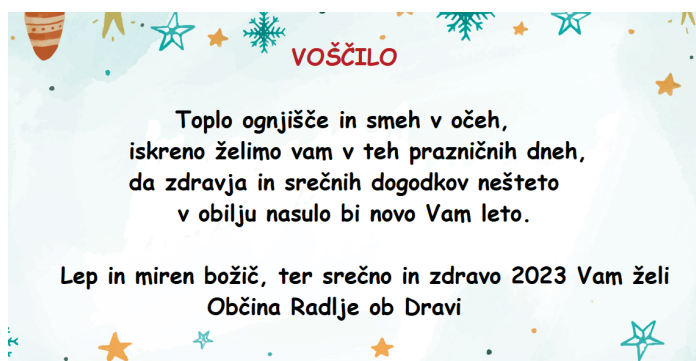 VOŠČILO
Toplo ognjišče in smeh v očeh,
iskreno želimo vam v teh prazničnih dneh,
da zdravja in srečnih dogodkov nešteto
v obilju nasulo bi novo Vam leto.
Lep in miren božič, ter srečno in zdravo 2023 Vam želi
Občina Radlje ob Dravi